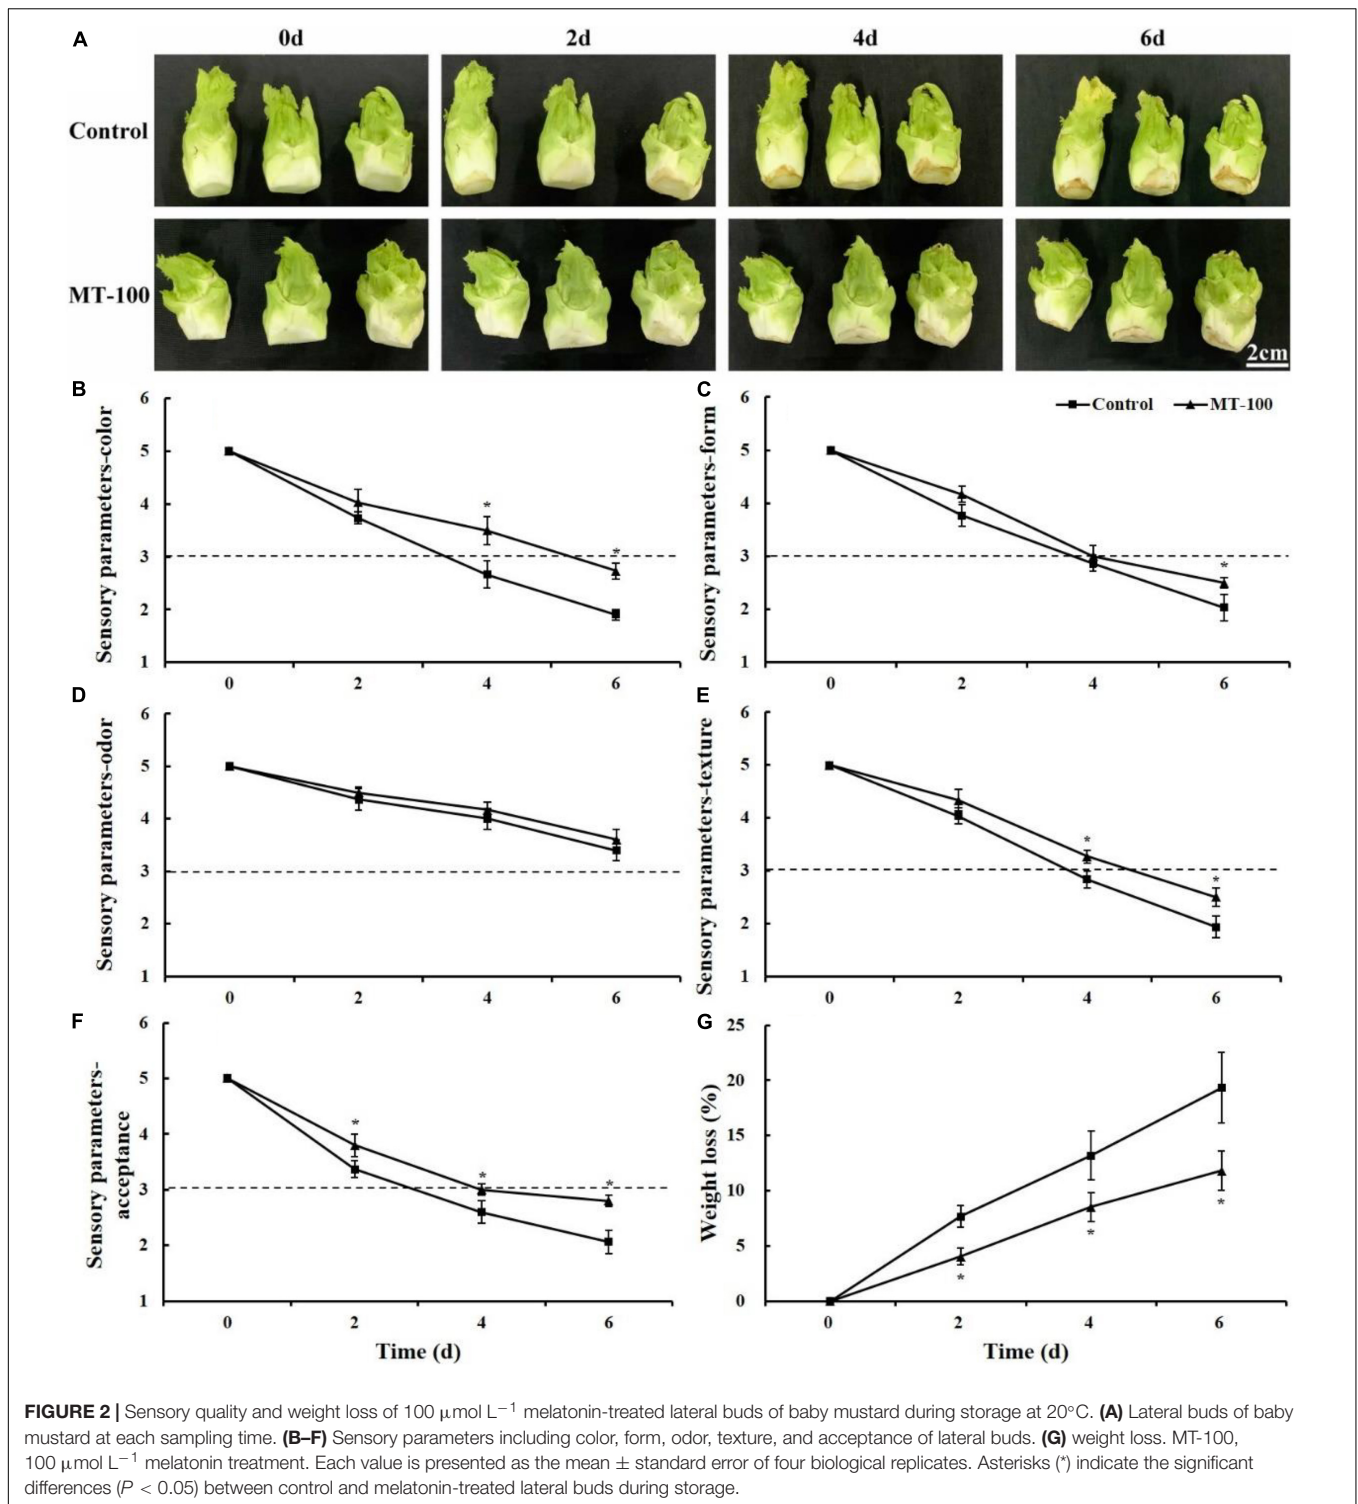 A
0d 2d 4d 6d
Control
MT-100
2cm
B
Sensory parameters-color
6
5
4
3
2
1
* *
0 2 4 6
C
Sensory parameters-form
Control MT-100
6
5
4
3
2
1
*
0 2 4 6
D
Sensory parameters-odor
6
5
4
3
2
1
0 2 4 6
E
Sensory parameters-texture
6
5
4
3
2
1
* *
0 2 4 6
F
Sensory parameters-
acceptance
6
5
4
3
2
1
* * *
0 2 4 6
Time (d)
G
Weight loss (%)
25
20
15
10
5
0
* * *
0 2 4 6
Time (d)
FIGURE 2 | Sensory quality and weight loss of 100 μmol L−1 melatonin-treated lateral buds of baby mustard during storage at 20°C. (A) Lateral buds of baby
mustard at each sampling time. (B–F) Sensory parameters including color, form, odor, texture, and acceptance of lateral buds. (G) weight loss. MT-100,
100 μmol L−1 melatonin treatment. Each value is presented as the mean ± standard error of four biological replicates. Asterisks (*) indicate the significant
differences (P < 0.05) between control and melatonin-treated lateral buds during storage.